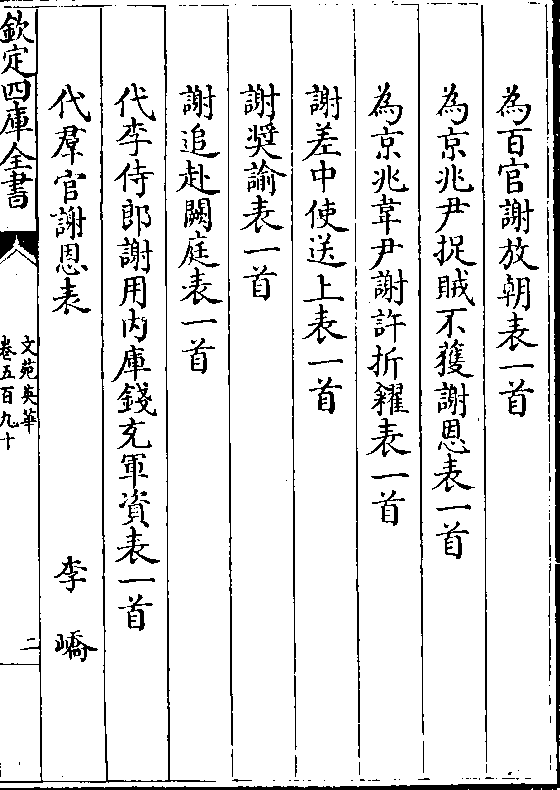 為百官謝放朝表一首
為京兆尹捉賊不獲謝恩表一首
為京兆韋尹謝許折糴表一首
謝差中使送上表一首
謝奬諭表一首
謝追赴闕庭表一首
代李侍郎謝用内庫錢充軍資表一首
代羣官謝恩表 李嶠
欽定四庫全書
文苑英華
卷五百九十
二